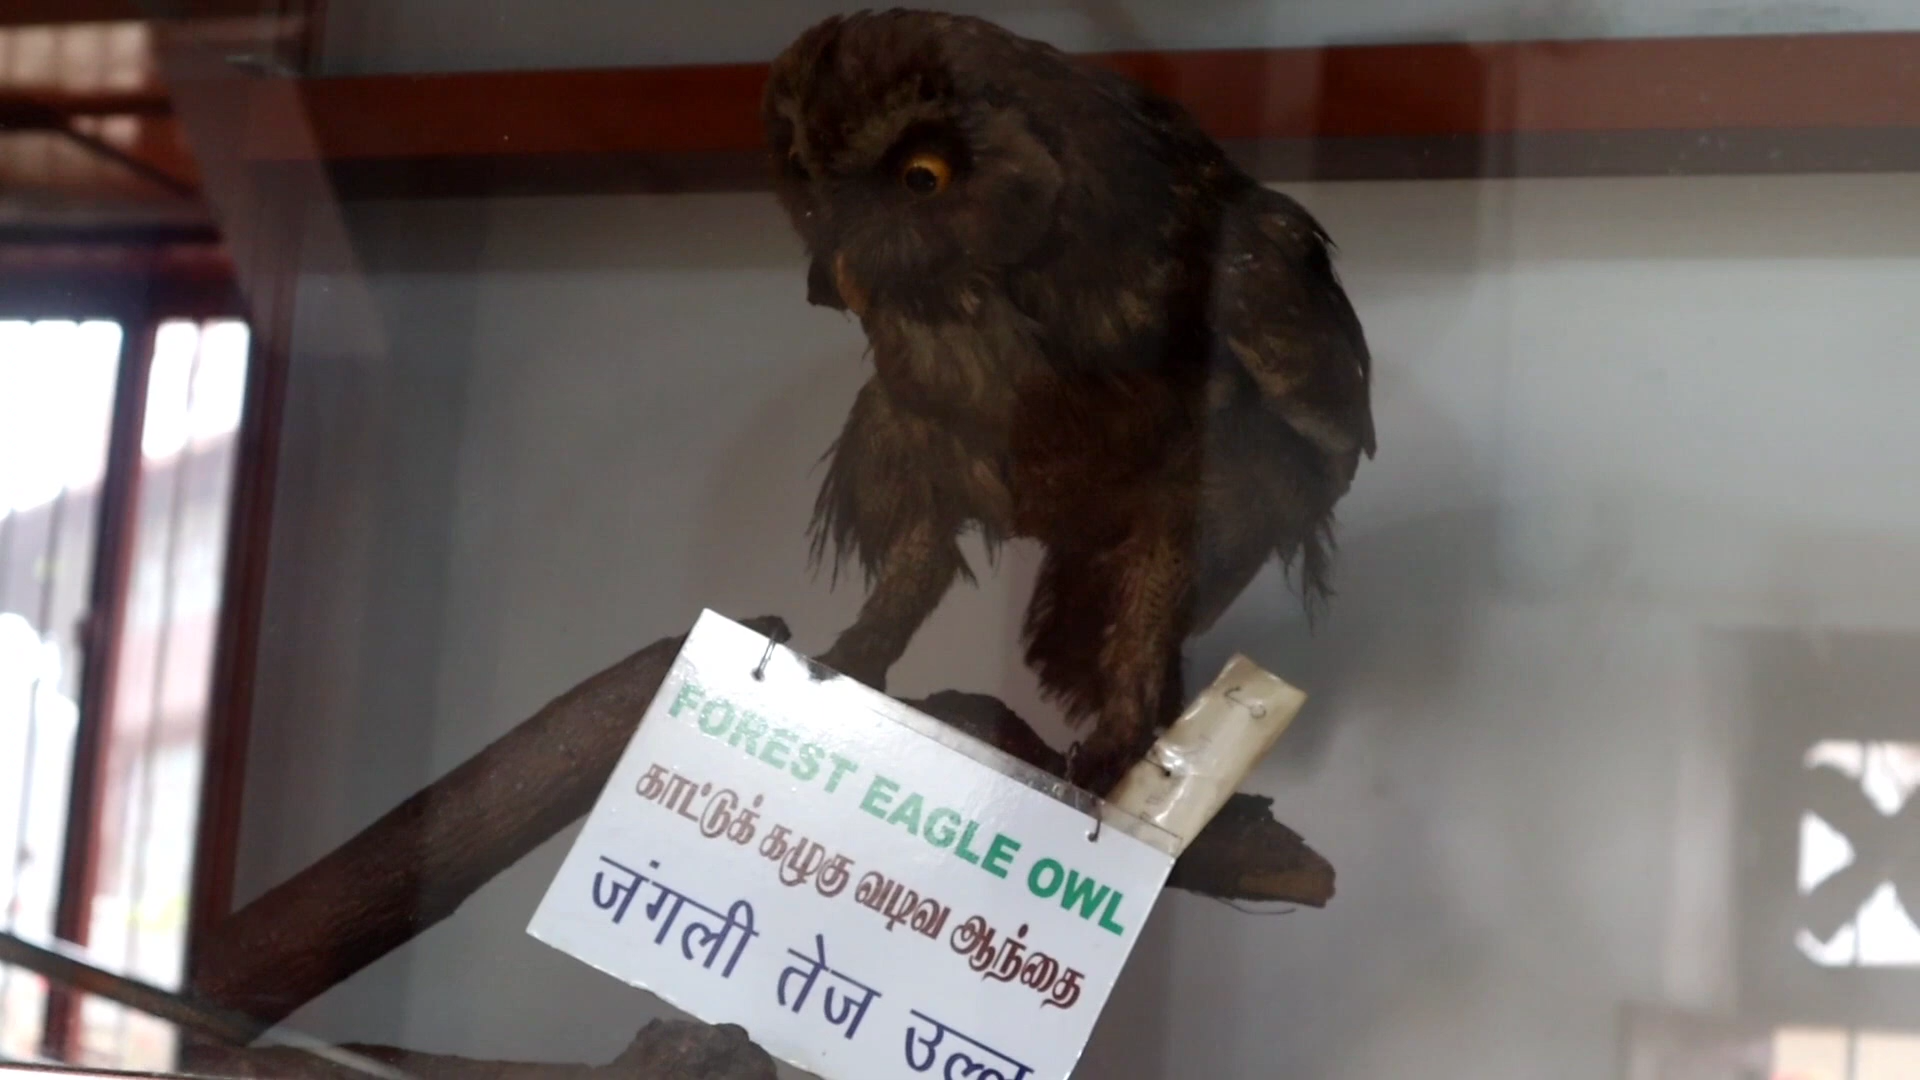 FOREST EAGLE OWL
காட்டுக் கழுகு வடிவ ஆந்தை
जंगली तेज